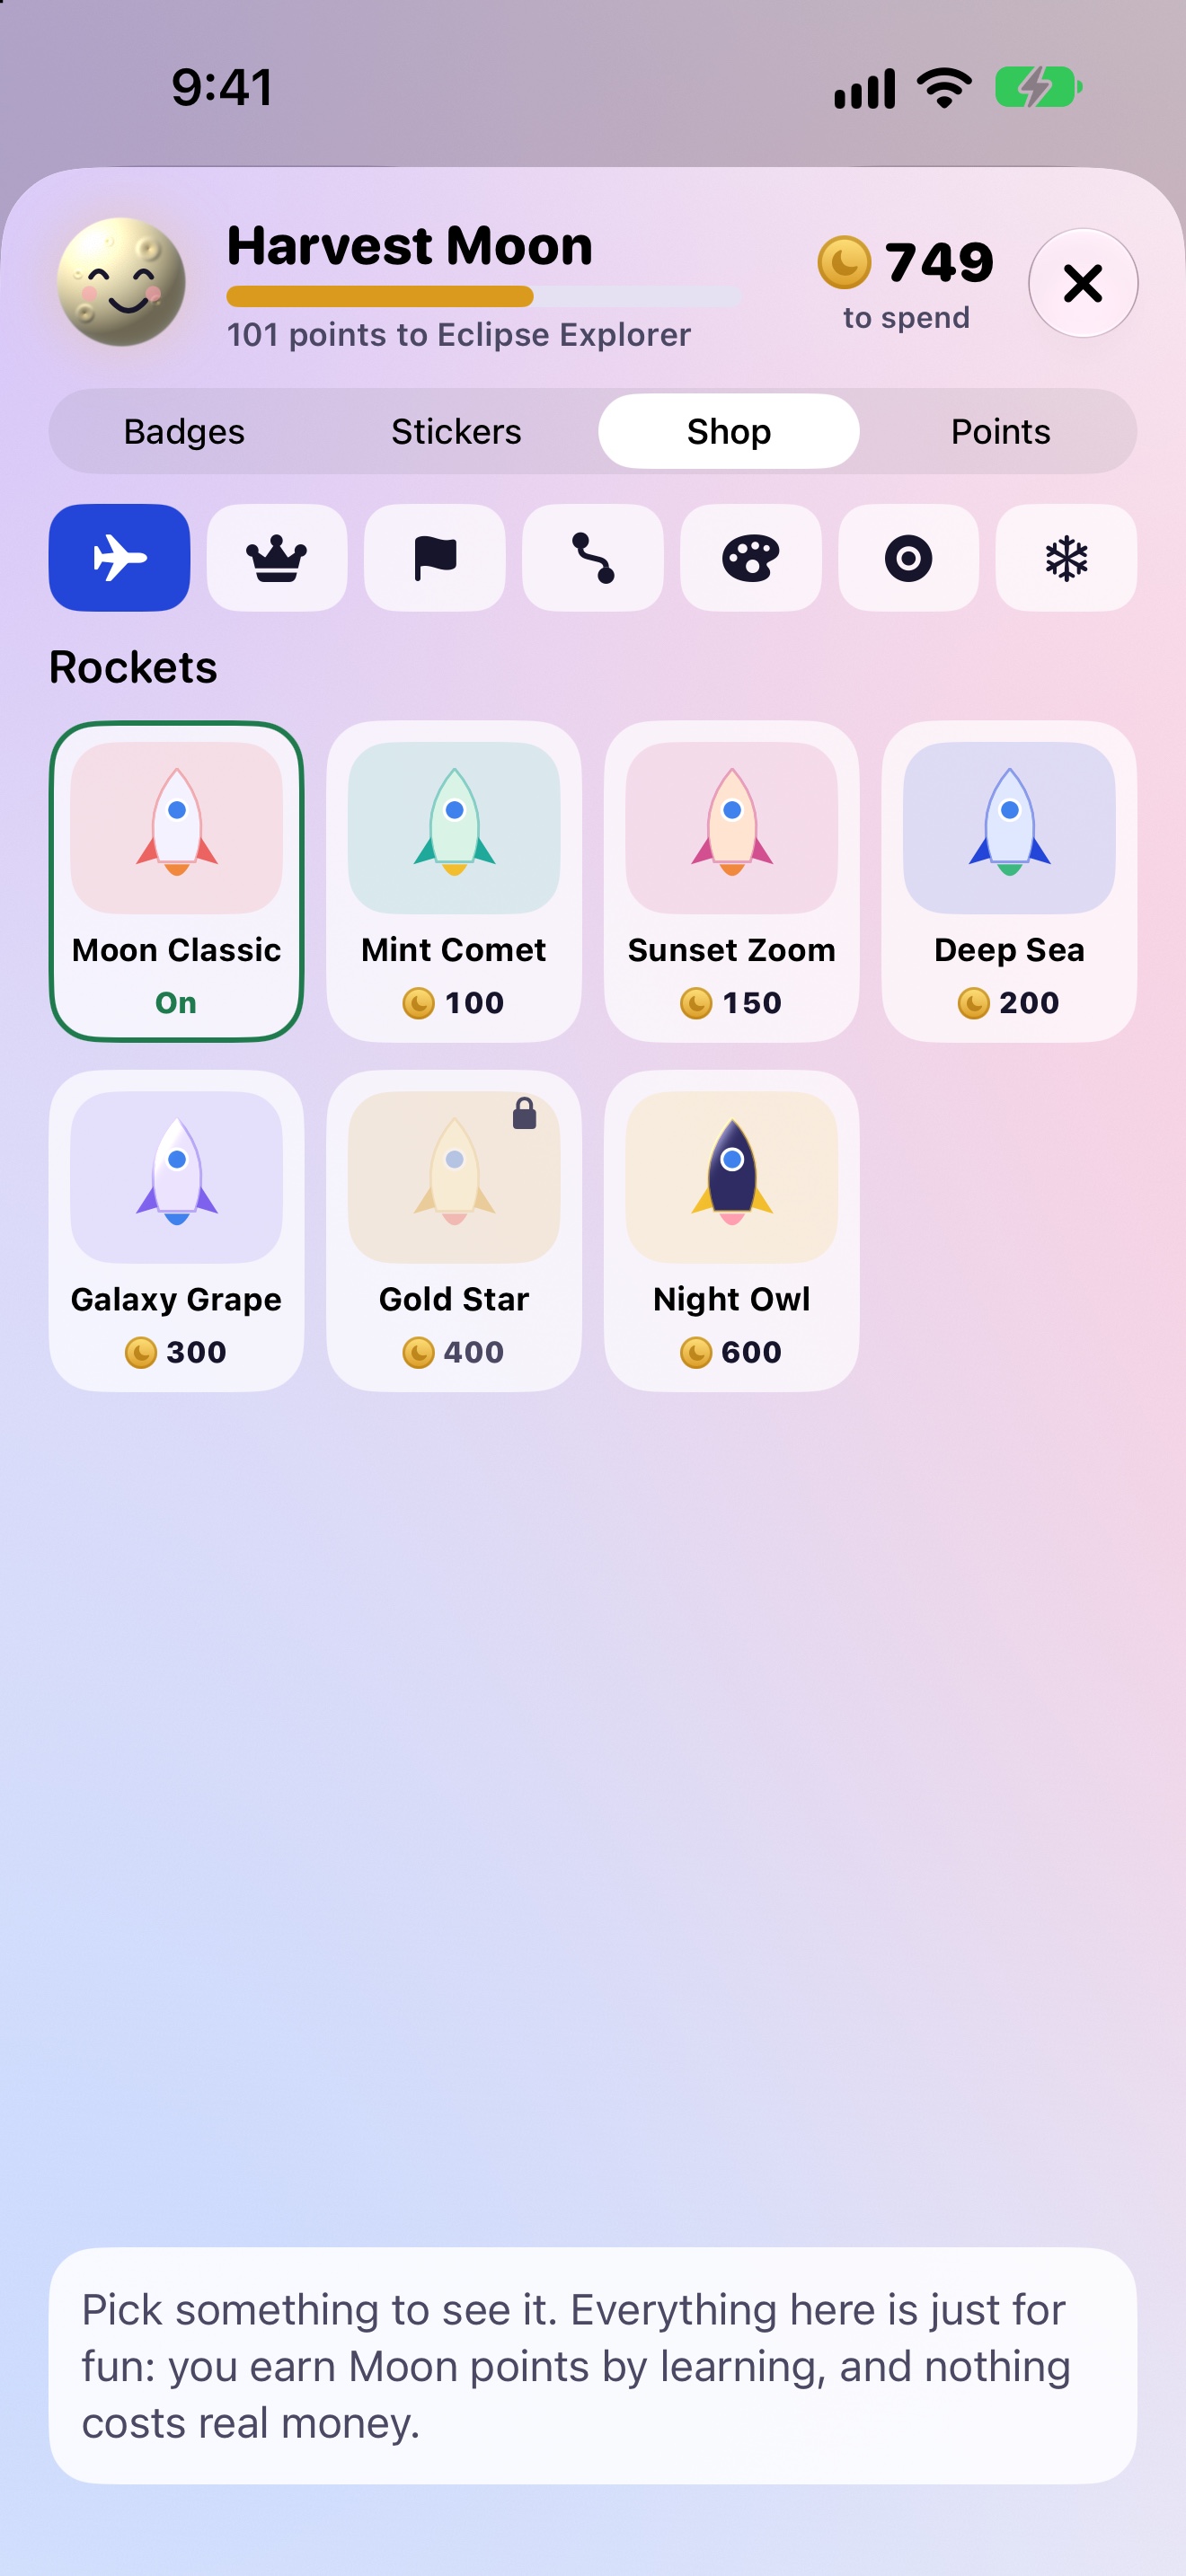 9:41
Harvest Moon
101 points to Eclipse Explorer
749
to spend
Badges
Stickers
Shop
Points
Rockets
Moon Classic
On
Mint Comet
100
Sunset Zoom
150
Deep Sea
200
Galaxy Grape
300
Gold Star
400
Night Owl
600
Pick something to see it. Everything here is just for
fun: you earn Moon points by learning, and nothing
costs real money.